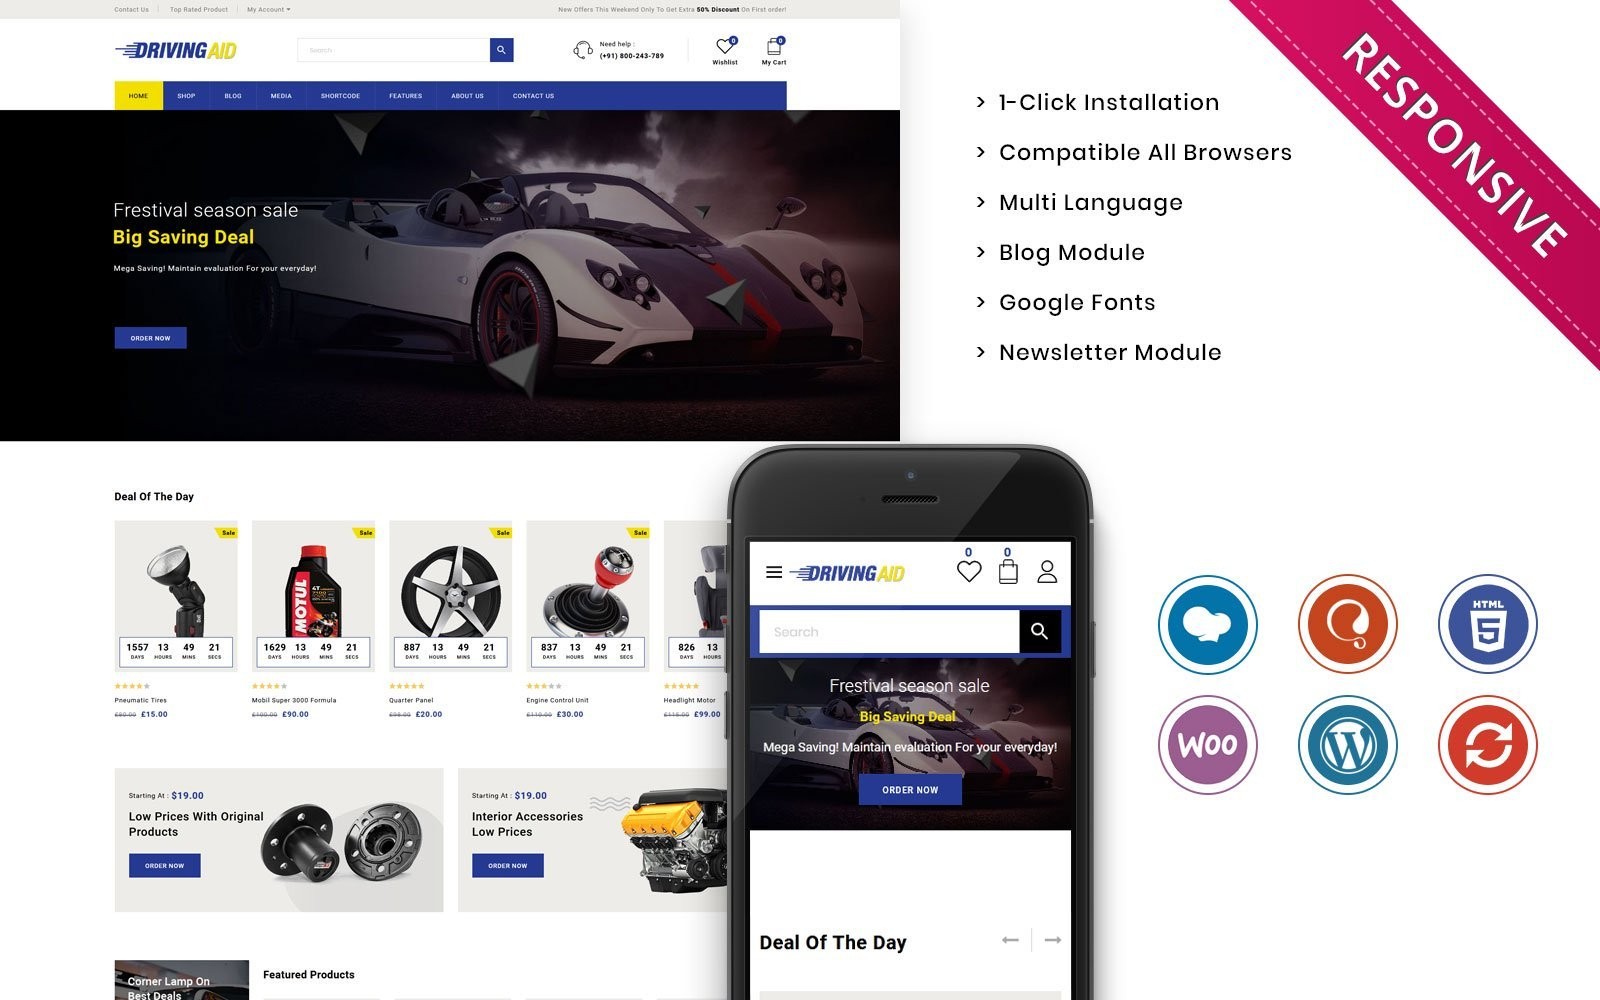 Contact Us
Top Rated Product
My Account
New Offers This Weekend Only To Get Extra 50% Discount On First order!
DRIVING AID
Search
Need help :
(+91) 800-243-789
0
Wishlist
0
My Cart
HOME
SHOP
BLOG
MEDIA
SHORTCODE
FEATURES
ABOUT US
CONTACT US
Frestival season sale
Big Saving Deal
Mega Saving! Maintain evaluation For your everyday!
ORDER NOW
> 1-Click Installation
> Compatible All Browsers
> Multi Language
> Blog Module
> Google Fonts
> Newsletter Module
RESPONSIVE
Deal Of The Day
Sale
Sale
Sale
Sale
MOTUL
4T
1557 13 49 21
DAYS HOURS MINS SECS
1629 13 49 21
DAYS HOURS MINS SECS
887 13 49 21
DAYS HOURS MINS SECS
837 13 49 21
DAYS HOURS MINS SECS
826 13
DAYS HOURS
Pneumatic Tires
£80.00 £15.00
Mobil Super 3000 Formula
£100.00 £90.00
Quarter Panel
£20.00
Engine Control Unit
£110.00 £30.00
Headlight Motor
£99.00
Starting At : $19.00
Low Prices With Original
Products
ORDER NOW
Starting At : $19.00
Interior Accessories
Low Prices
ORDER NOW
Corner Lamp On
Best Deals
Featured Products
DRIVING AID
0
0
Search
Frestival season sale
Big Saving Deal
Mega Saving! Maintain evaluation For your everyday!
ORDER NOW
Deal Of The Day
HTML
5
WOO
W